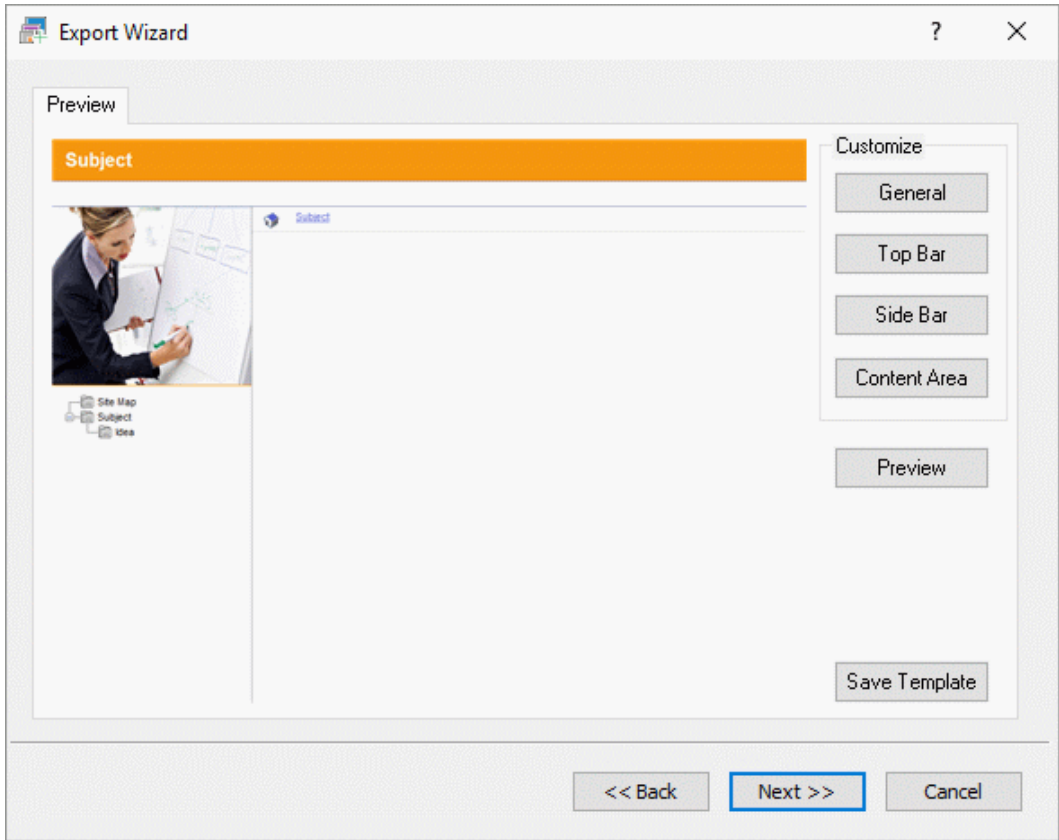 Export Wizard
?
Preview
Subject
Subject
Site Map
Subject
Idea
Customize
General
Top Bar
Side Bar
Content Area
Preview
Save Template
<< Back
Next >>
Cancel